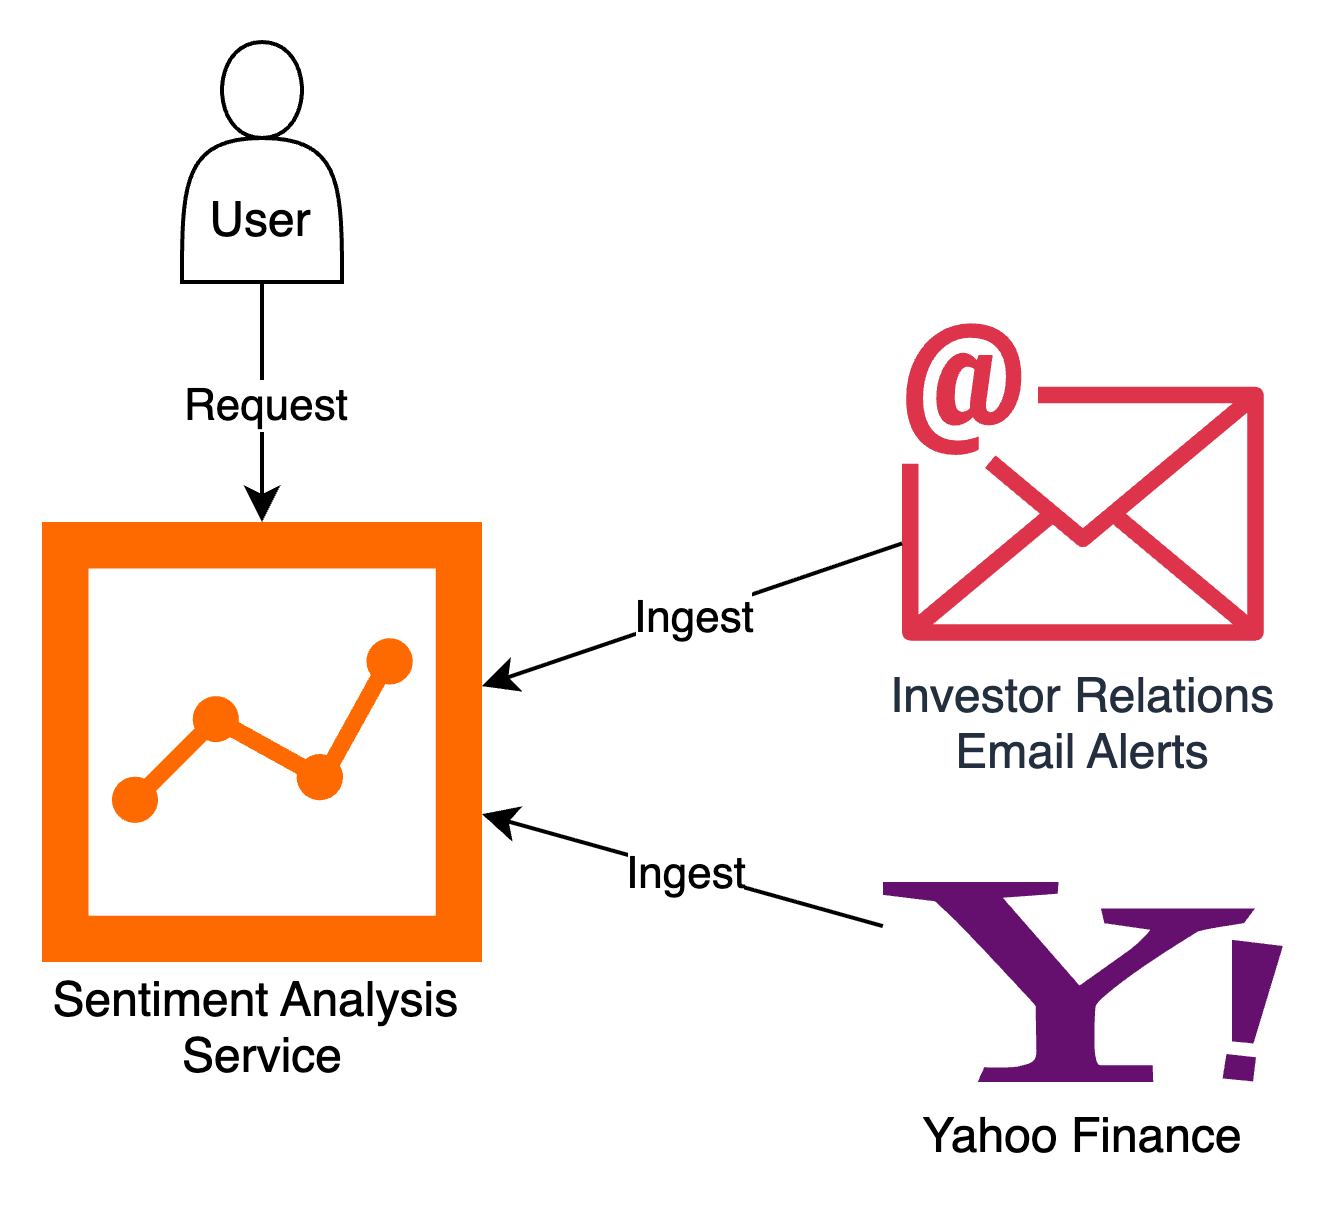 User
Request
@
Ingest
Investor Relations
Email Alerts
Ingest
Y!
Sentiment Analysis
Service
Yahoo Finance